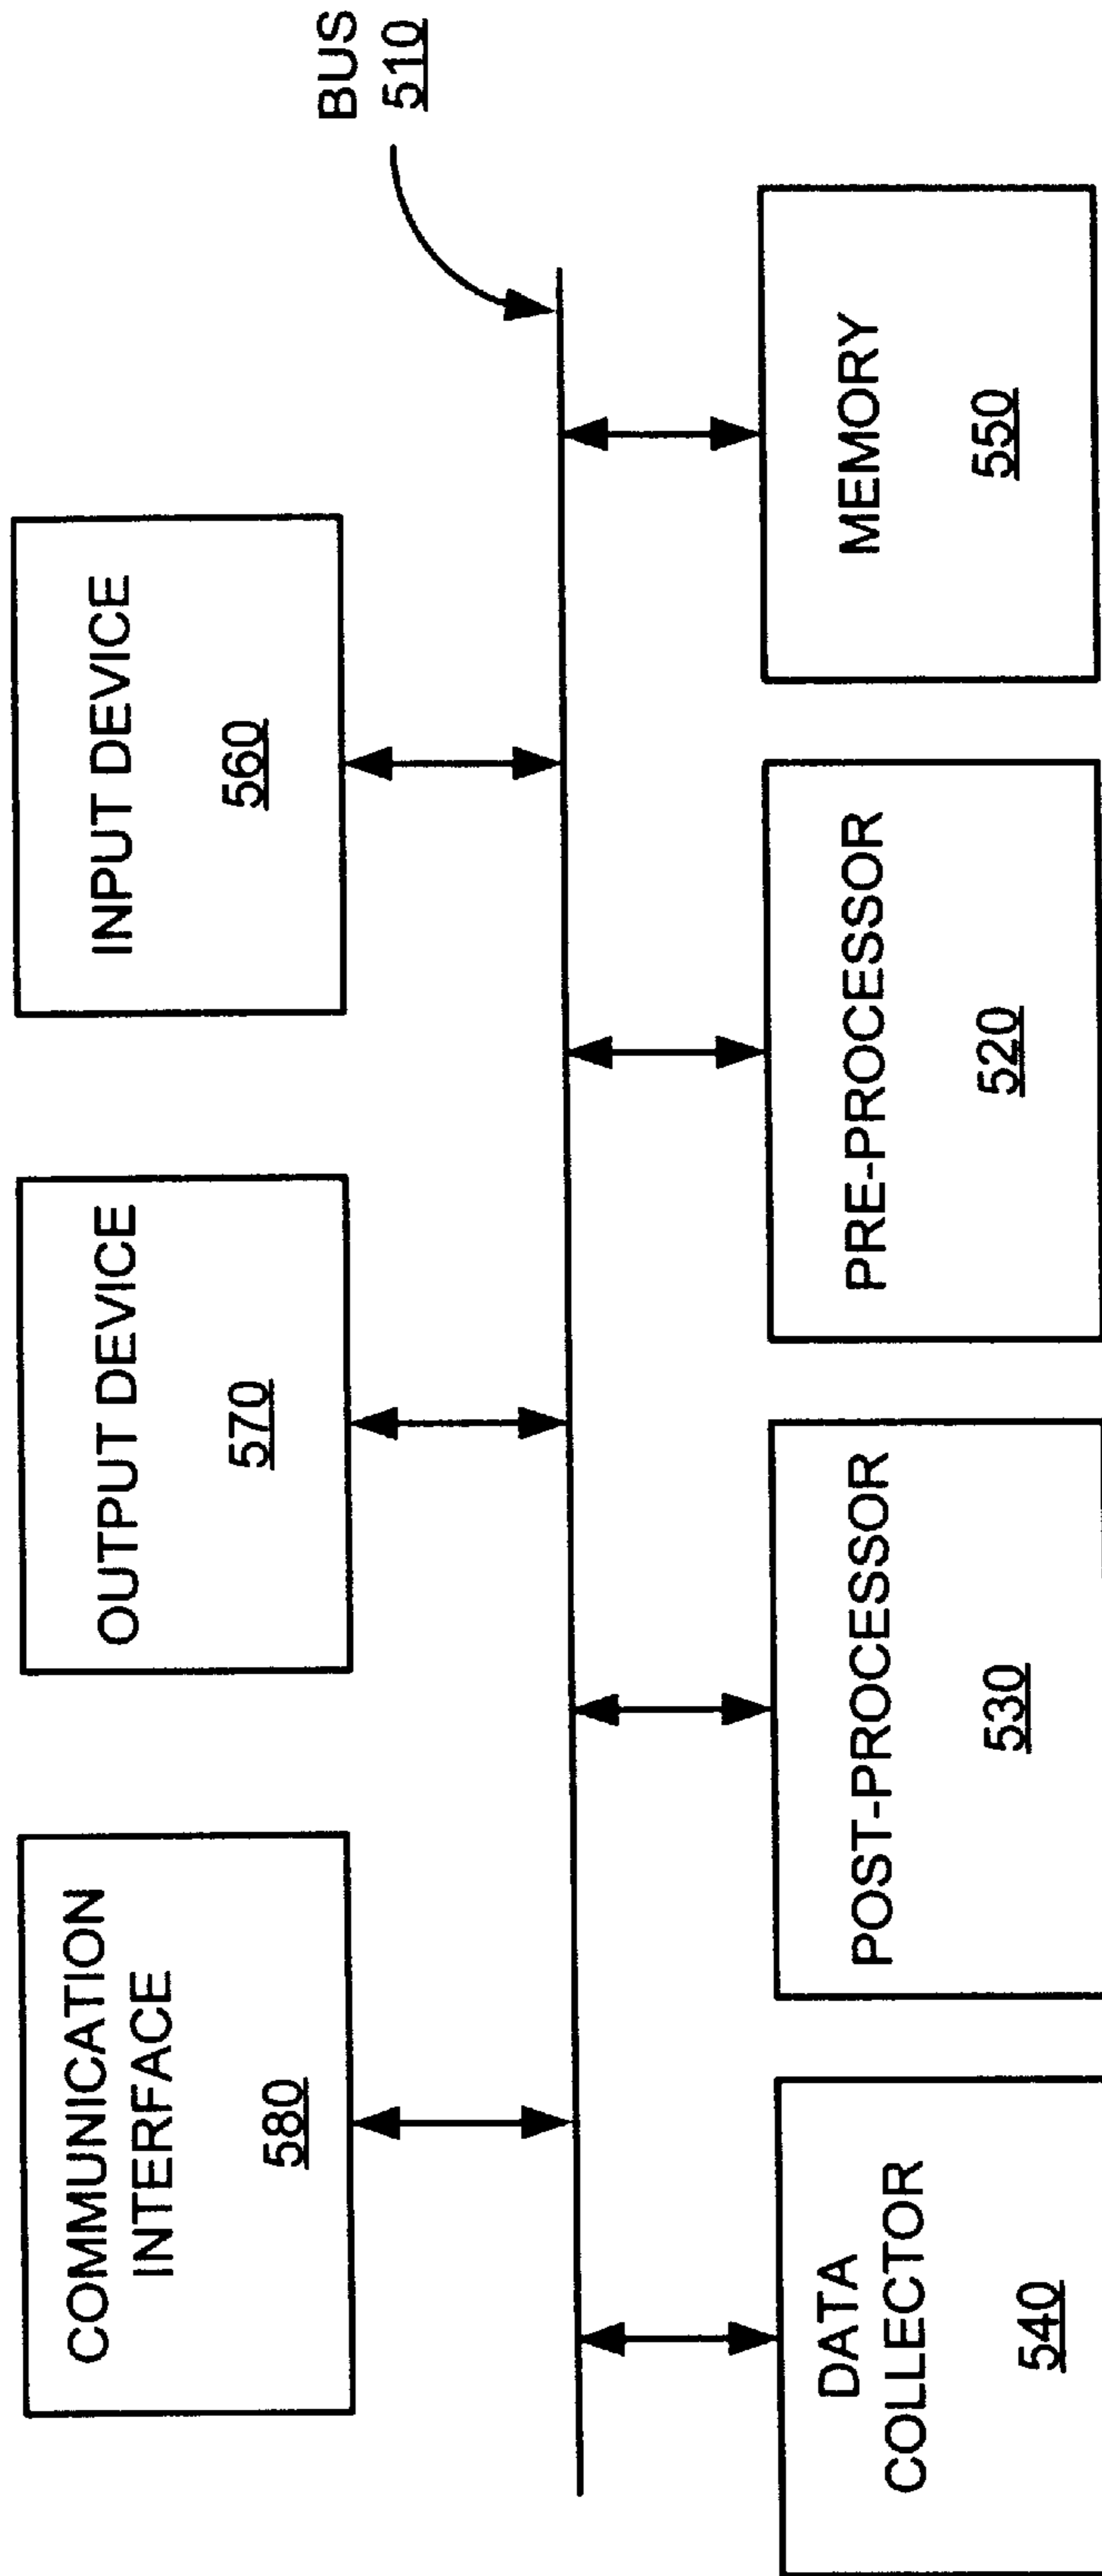 COMMUNICATION
INTERFACE
580
OUTPUT DEVICE
570
INPUT DEVICE
560
BUS
510
DATA
COLLECTOR
540
POST-PROCESSOR
530
PRE-PROCESSOR
520
MEMORY
550